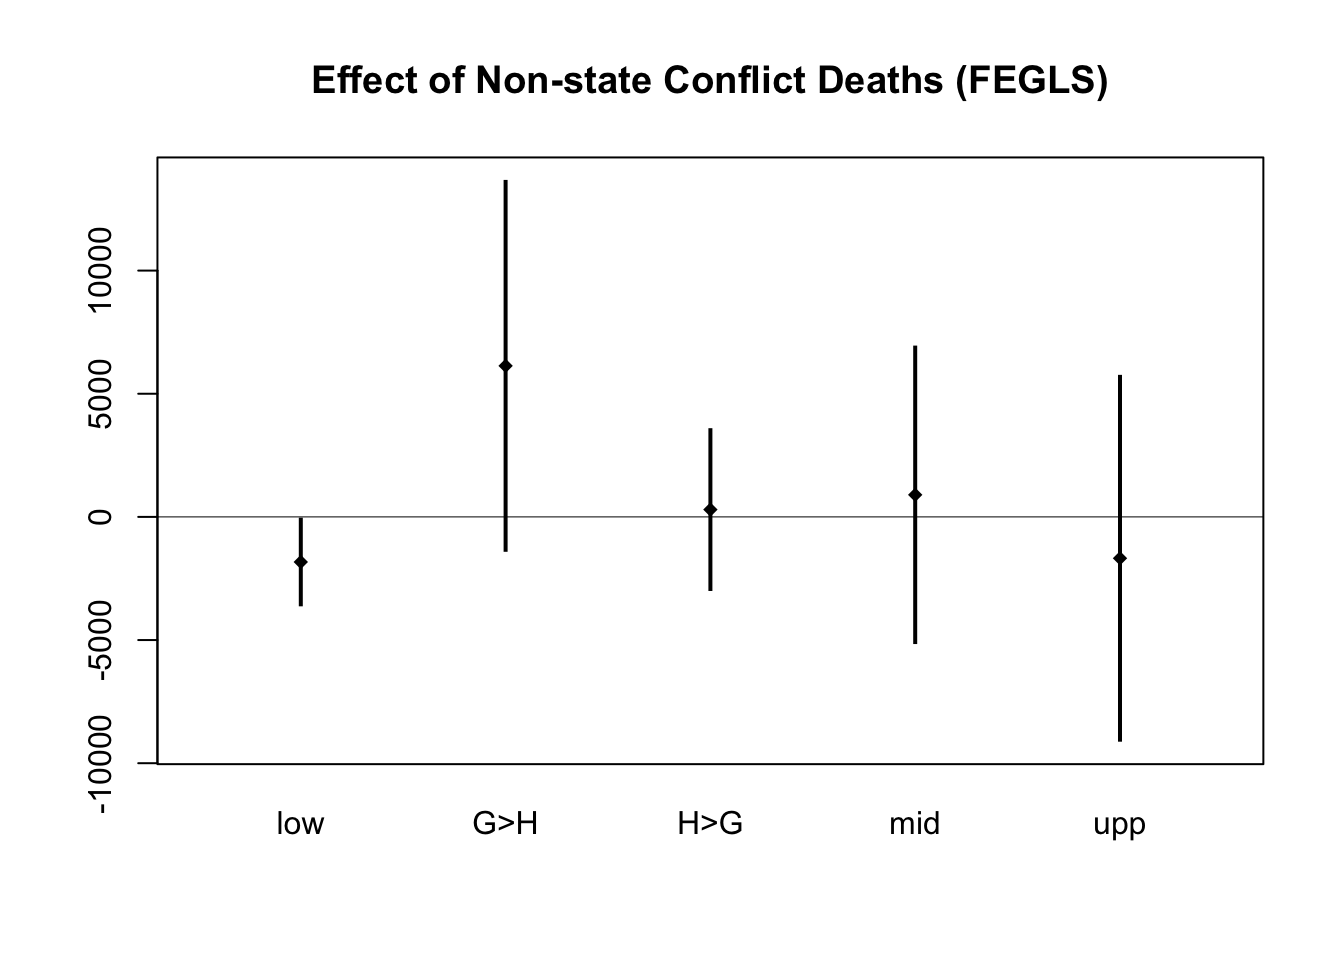 Effect of Non-state Conflict Deaths (FEGLS)
10000
5000
0
-5000
-10000
low G>H H>G mid upp